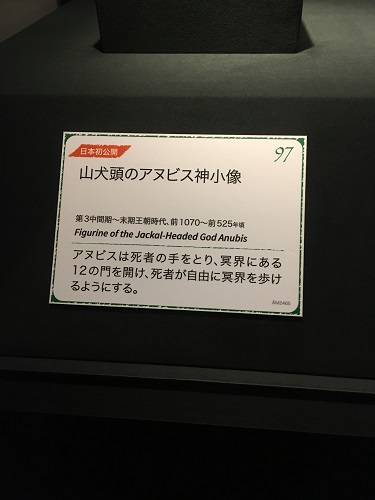 日本初公開
97
山犬頭のアヌビス神小像
第3中間期〜末期王朝時代、前1070〜前525年頃
Figurine of the Jackal-Headed God Anubis
アヌビスは死者の手をとり、冥界にある
12の門を開け、死者が自由に冥界を歩け
るようにする。
ÄM2465